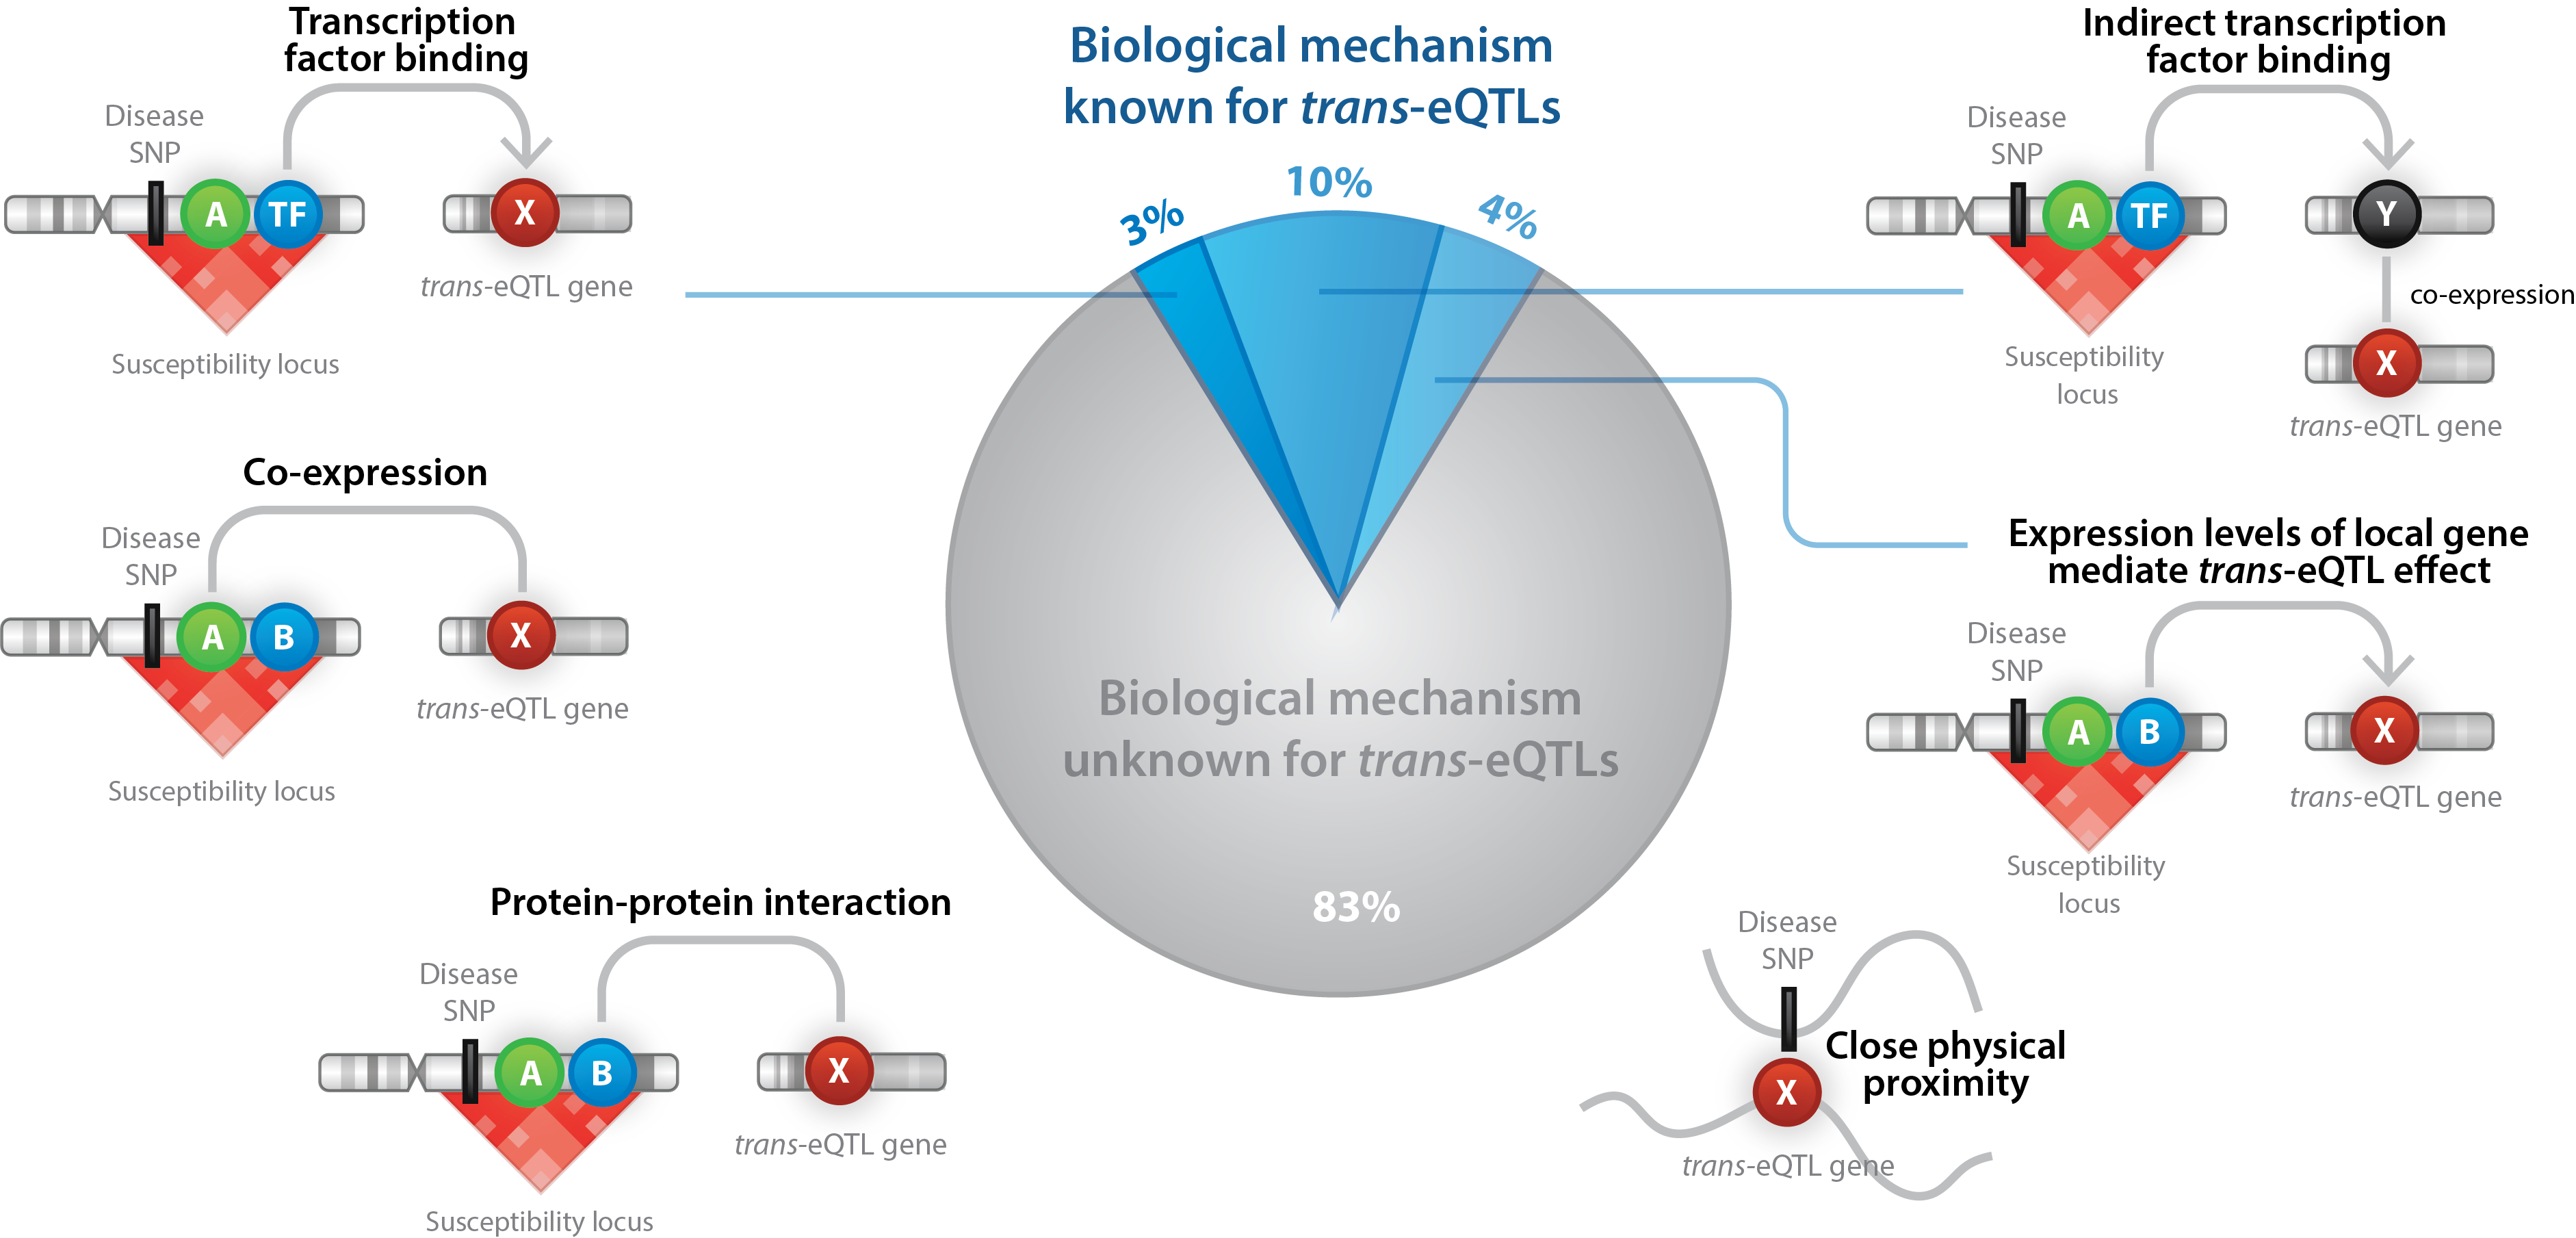 Transcription
factor binding
Disease
SNP
A
TF
X
trans-eQTL gene
Susceptibility locus
Biological mechanism
known for trans-eQTLs
3%
10%
4%
Indirect transcription
factor binding
Disease
SNP
A
TF
Y
co-expression
X
Susceptibility
locus
trans-eQTL gene
Co-expression
Disease
SNP
A
B
X
trans-eQTL gene
Susceptibility locus
Biological mechanism
unknown for trans-eQTLs
83%
Expression levels of local gene
mediate trans-eQTL effect
Disease
SNP
A
B
X
trans-eQTL gene
Susceptibility
locus
Protein-protein interaction
Disease
SNP
A
B
X
trans-eQTL gene
Susceptibility locus
Disease
SNP
Close physical
proximity
X
trans-eQTL gene